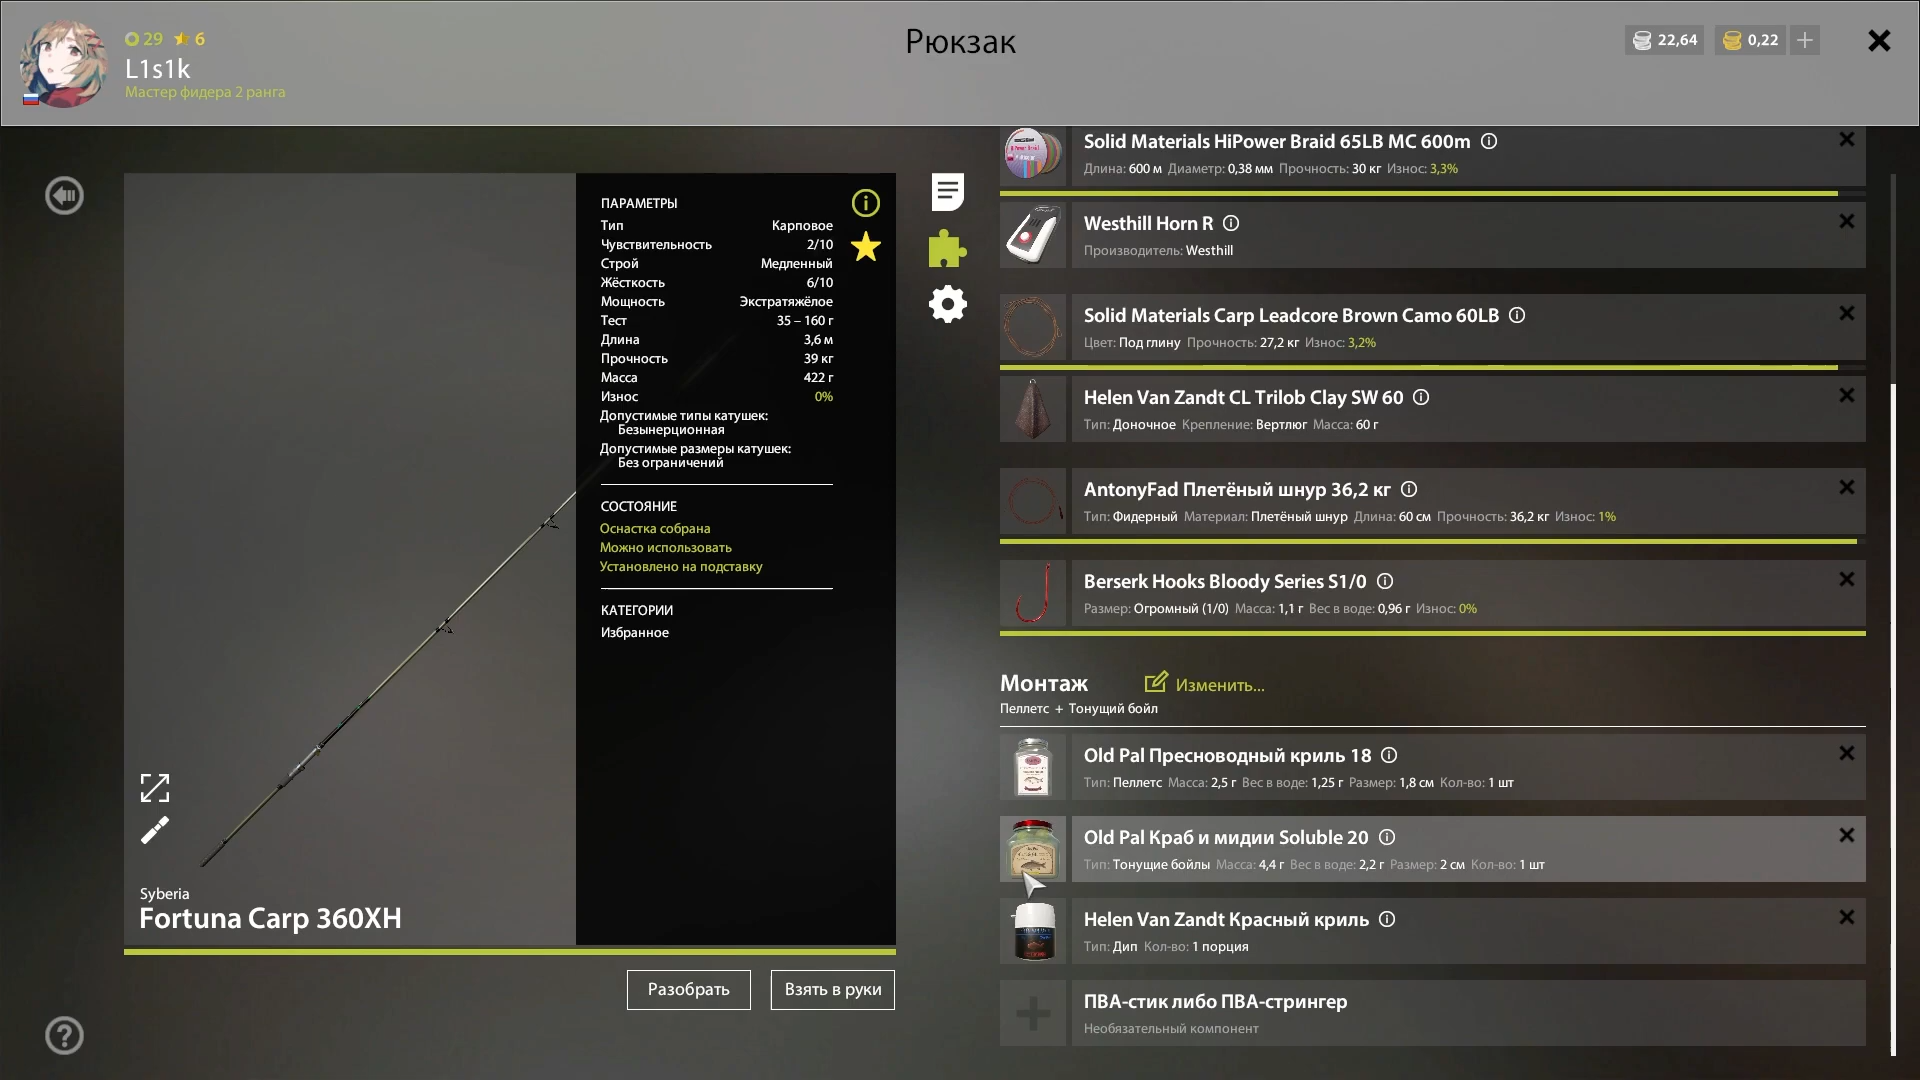 29 6
L1s1k
Мастер фидера 2 ранга
Рюкзак
22,64
0,22
ПАРАМЕТРЫ
Тип Карповое
Чувствительность 2/10
Строй Медленный
Жёсткость 6/10
Мощность Экстратяжёлое
Тест 35 – 160 г
Длина 3,6 м
Прочность 39 кг
Масса 422 г
Износ 0%
Допустимые типы катушек:
Безынерционная
Допустимые размеры катушек:
Без ограничений
СОСТОЯНИЕ
Оснастка собрана
Можно использовать
Установлено на подставку
КАТЕГОРИИ
Избранное
Syberia
Fortuna Carp 360XH
Разобрать
Взять в руки
Solid Materials HiPower Braid 65LB MC 600m
Длина: 600 м Диаметр: 0,38 мм Прочность: 30 кг Износ: 3,3%
Westhill Horn R
Производитель: Westhill
Solid Materials Carp Leadcore Brown Camo 60LB
Цвет: Под глину Прочность: 27,2 кг Износ: 3,2%
Helen Van Zandt CL Trilob Clay SW 60
Тип: Доночное Крепление: Вертлюг Масса: 60 г
AntonyFad Плетёный шнур 36,2 кг
Тип: Фидерный Материал: Плетёный шнур Длина: 60 см Прочность: 36,2 кг Износ: 1%
Berserk Hooks Bloody Series S1/0
Размер: Огромный (1/0) Масса: 1,1 г Вес в воде: 0,96 г Износ: 0%
Монтаж
Изменить...
Пеллетс + Тонущий бойл
Old Pal Пресноводный криль 18
Тип: Пеллетс Масса: 2,5 г Вес в воде: 1,25 г Размер: 1,8 см Кол-во: 1 шт
Old Pal Краб и мидии Soluble 20
Тип: Тонущие бойлы Масса: 4,4 г Вес в воде: 2,2 г Размер: 2 см Кол-во: 1 шт
Helen Van Zandt Красный криль
Тип: Дип Кол-во: 1 порция
ПВА-стик либо ПВА-стрингер
Необязательный компонент